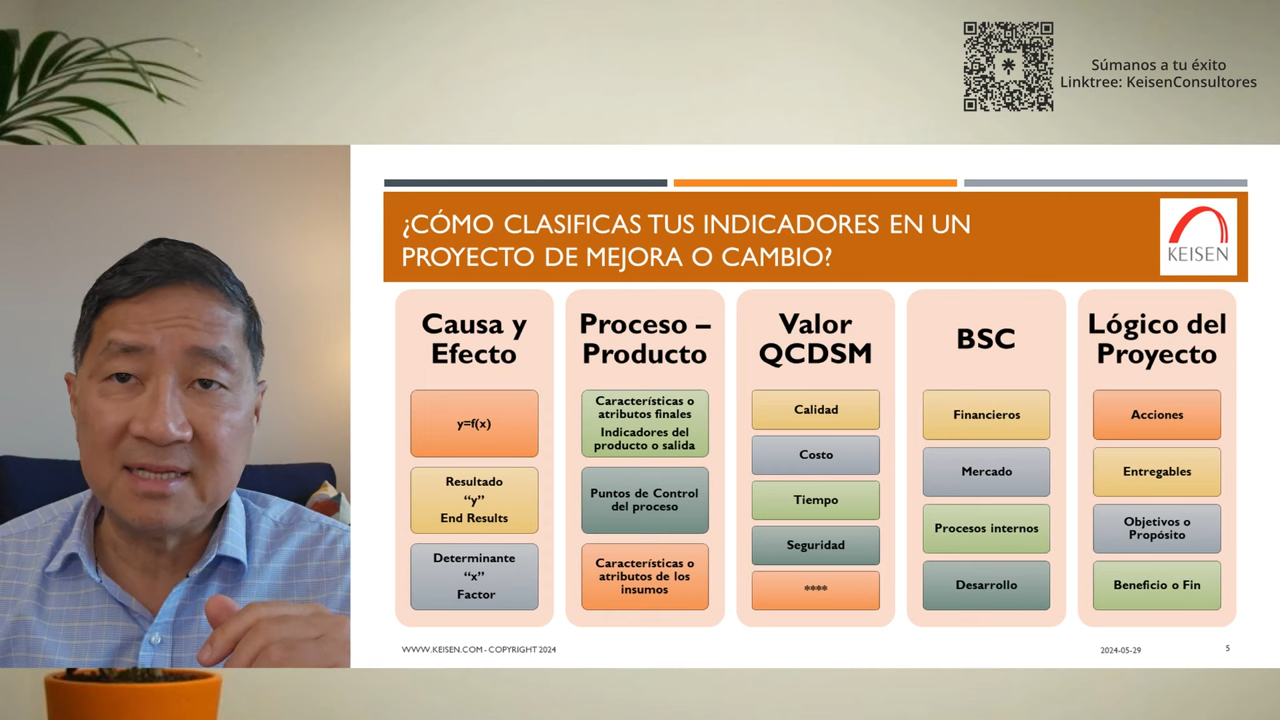 Súmanos a tu éxito
Linktree: KeisenConsultores
¿CÓMO CLASIFICAS TUS INDICADORES EN UN
PROYECTO DE MEJORA O CAMBIO?
KEISEN
Causa y
Efecto
y=f(x)
Resultado
“y”
End Results
Determinante
“x”
Factor
Proceso –
Producto
Características o
atributos finales
Indicadores del
producto o salida
Puntos de Control
del proceso
Características o
atributos de los
insumos
Valor
QCDSM
Calidad
Costo
Tiempo
Seguridad
****
BSC
Financieros
Mercado
Procesos internos
Desarrollo
Lógico del
Proyecto
Acciones
Entregables
Objetivos o
Propósito
Beneficio o Fin
WWW.KEISEN.COM - COPYRIGHT 2024
2024-05-29
5